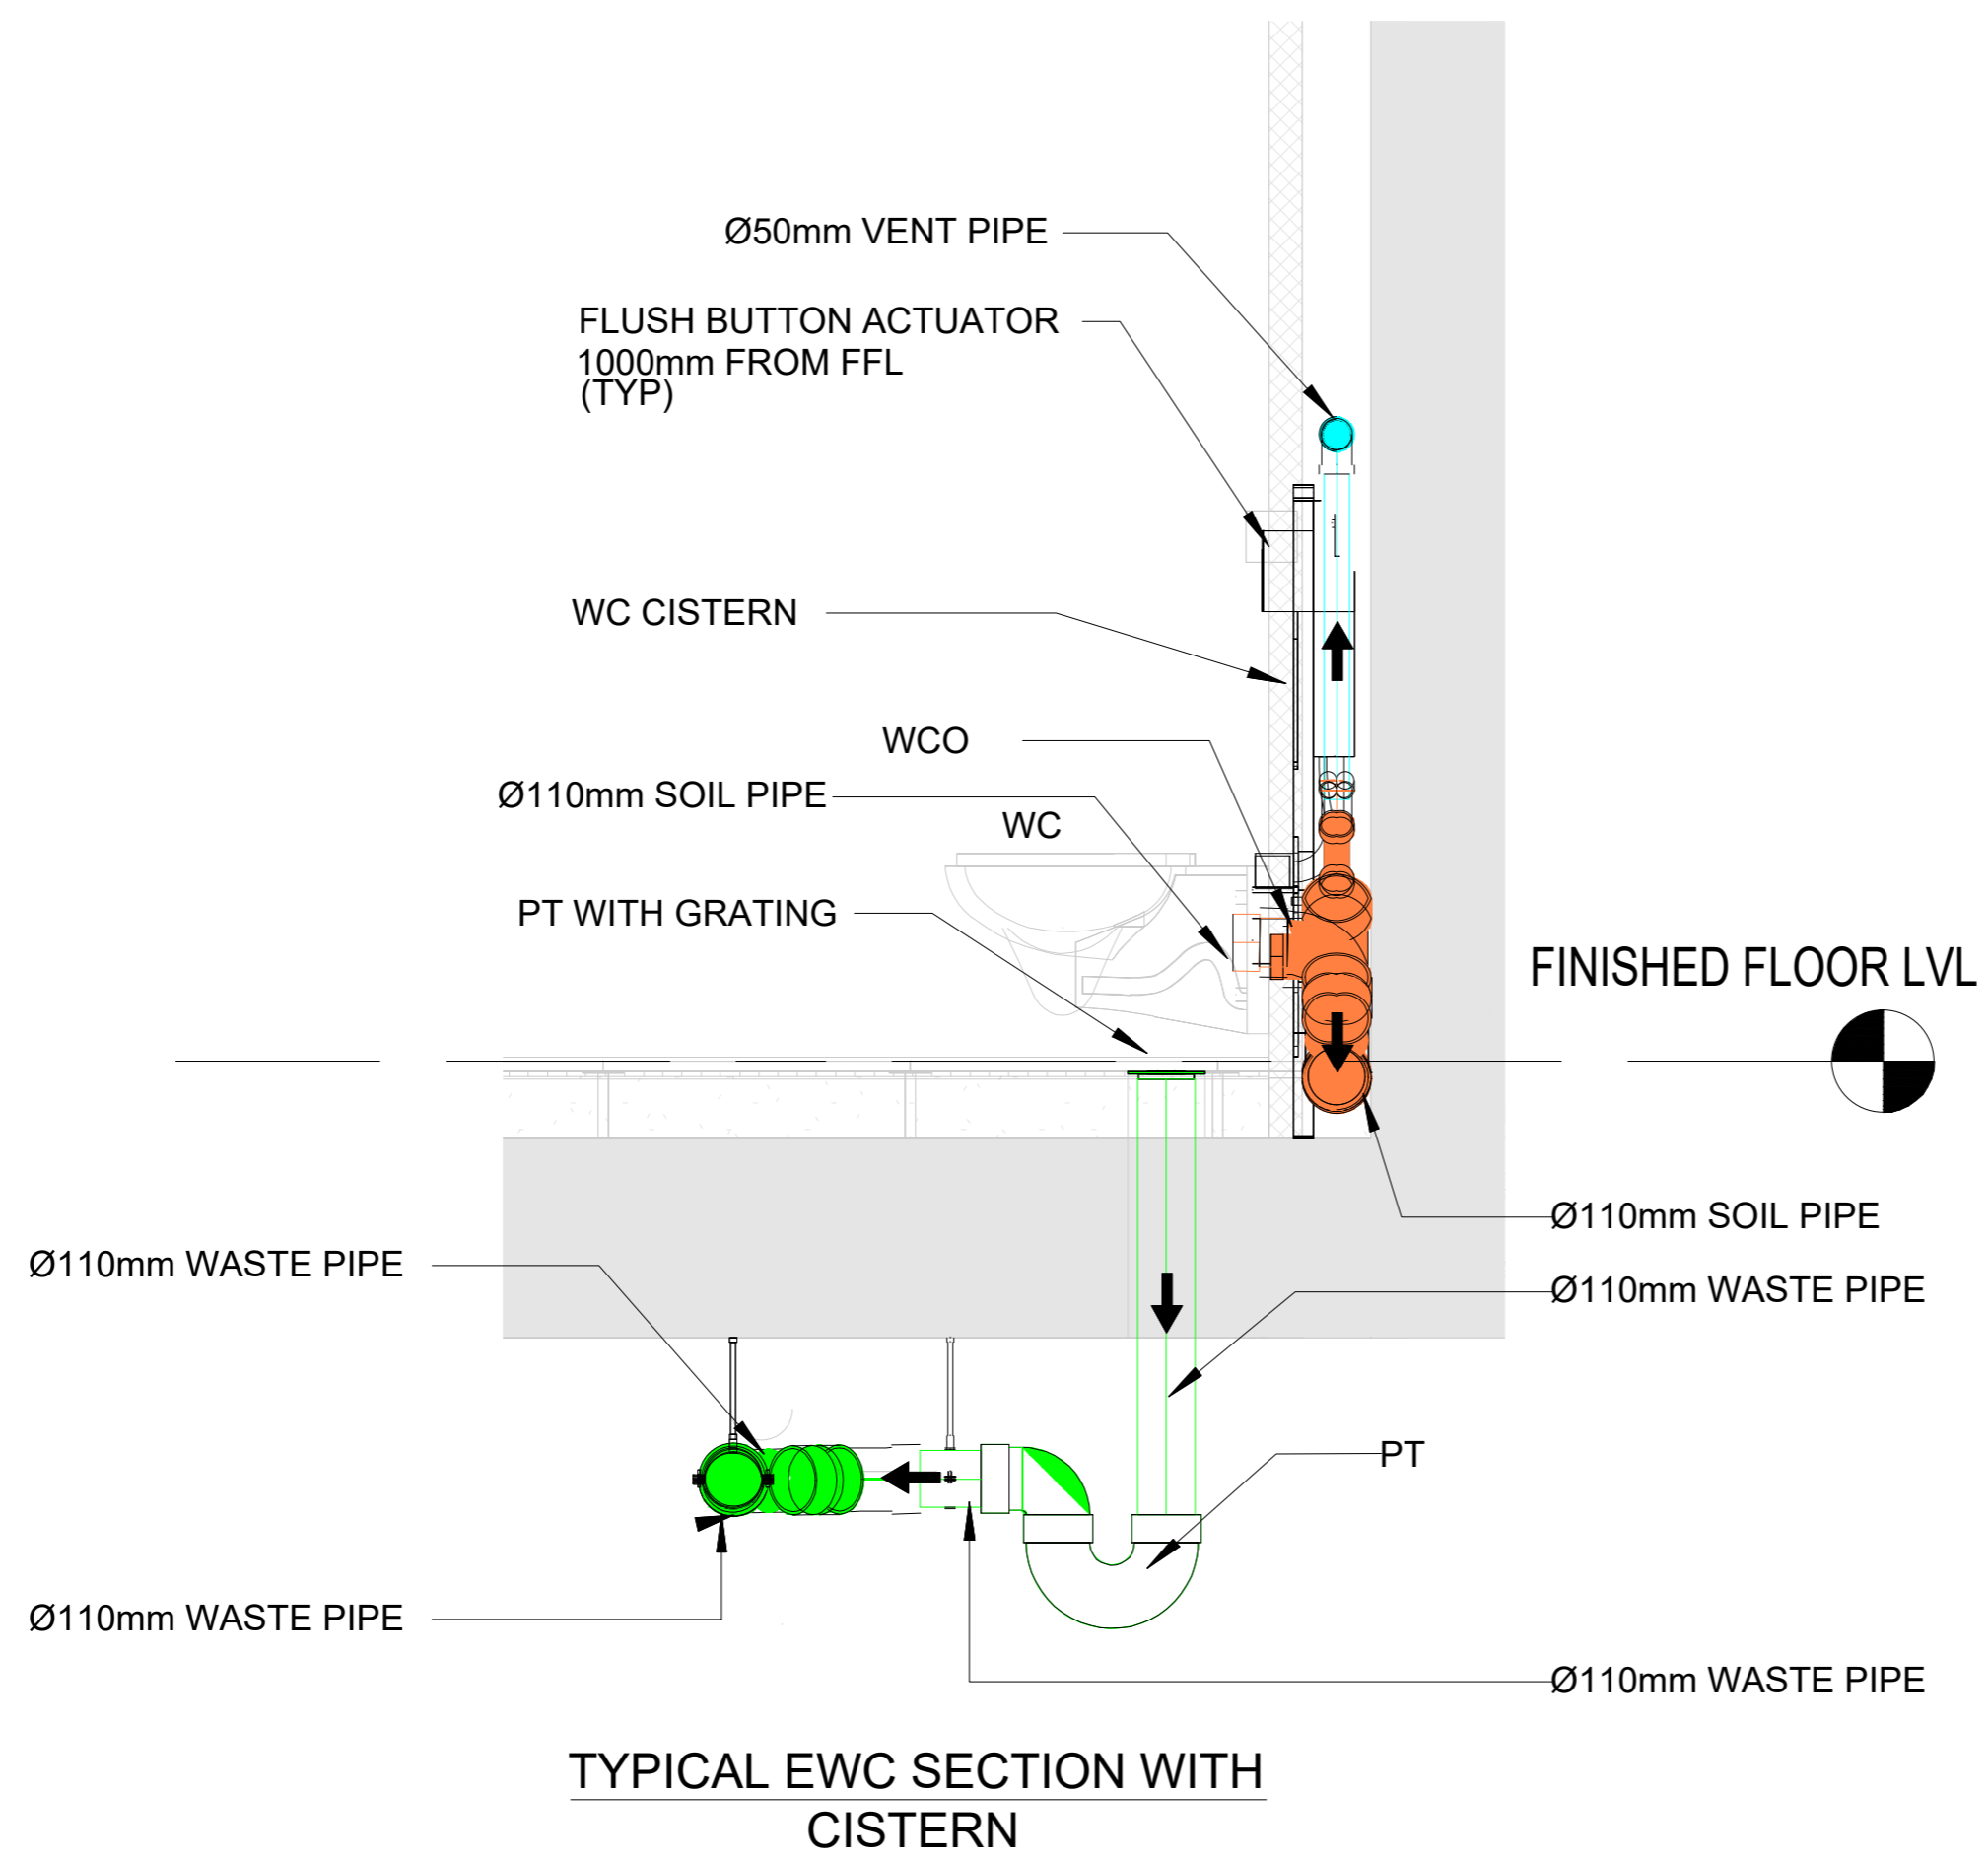 Ø50mm VENT PIPE
FLUSH BUTTON ACTUATOR
1000mm FROM FFL
(TYP)
WC CISTERN
WCO
Ø110mm SOIL PIPE
WC
PT WITH GRATING
FINISHED FLOOR LVL
Ø110mm SOIL PIPE
Ø110mm WASTE PIPE
Ø110mm WASTE PIPE
PT
Ø110mm WASTE PIPE
Ø110mm WASTE PIPE
TYPICAL EWC SECTION WITH
CISTERN